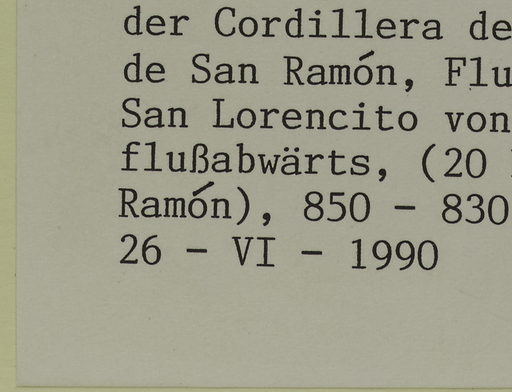 der Cordillera de
de San Ramón, Flu
San Lorencito von
flußabwärts, (20
Ramón), 850 – 830
26 – VI – 1990